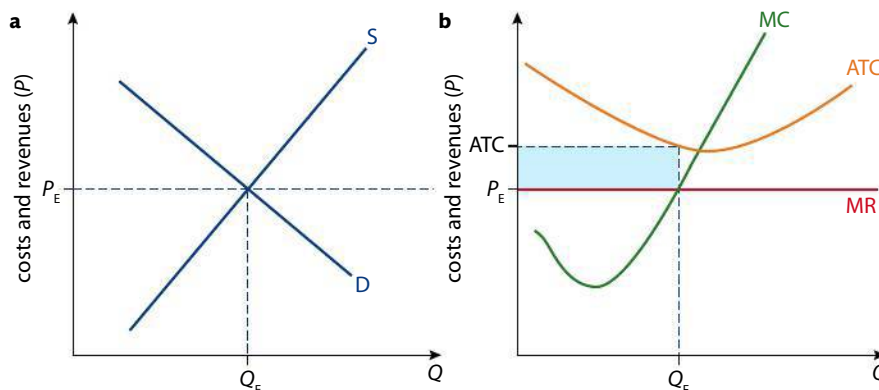 a
costs and revenues (P)
S
D
P_E
Q_E
Q
b
costs and revenues (P)
MC
ATC
ATC
P_E
MR
Q_E
Q